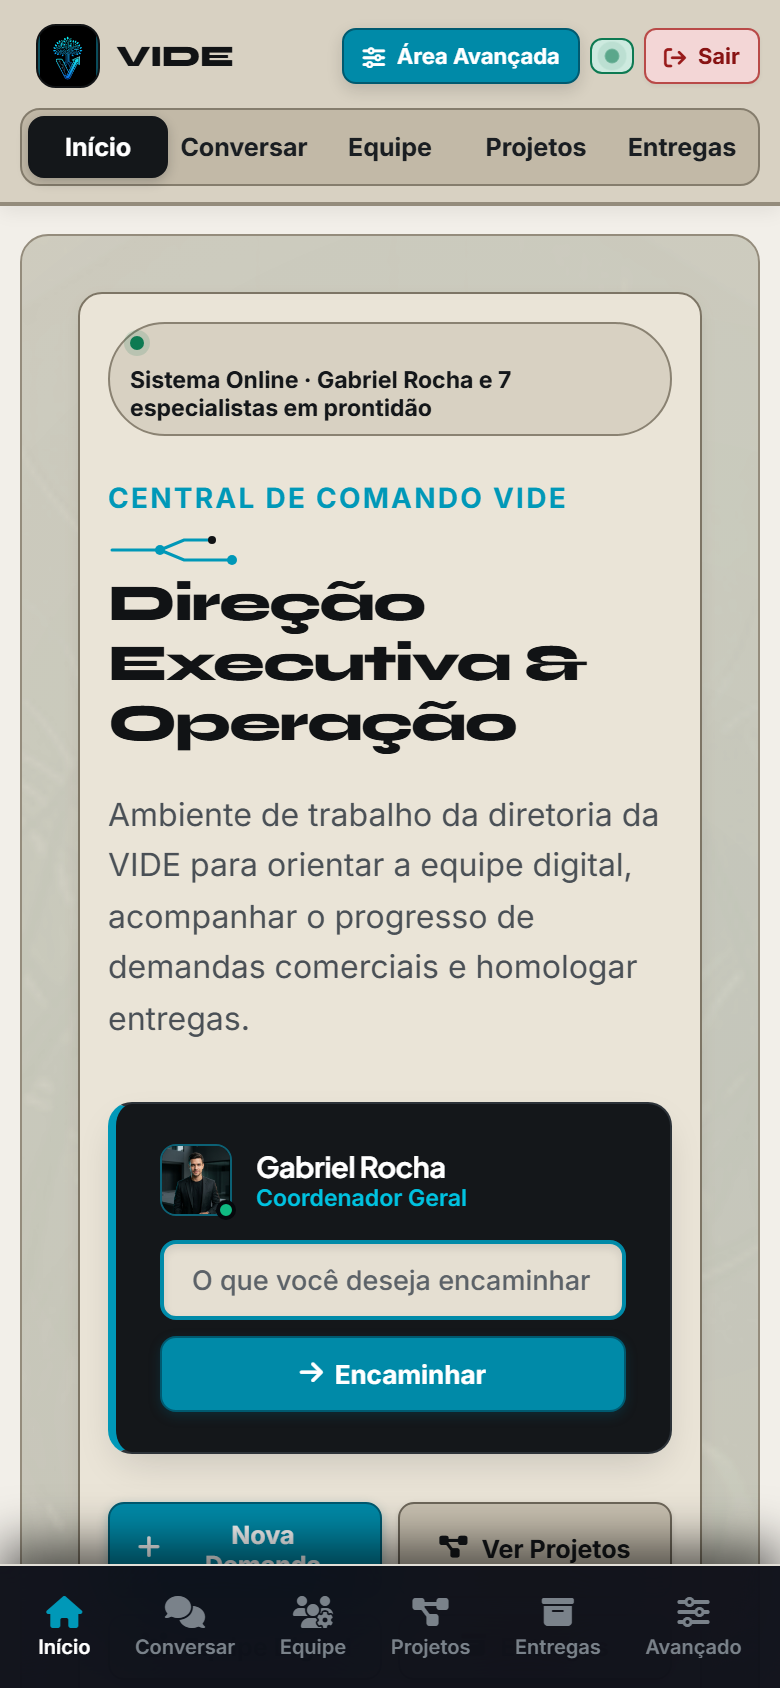 VIDE
Área Avançada
Sair
Início
Conversar
Equipe
Projetos
Entregas
Sistema Online · Gabriel Rocha e 7
especialistas em prontidão
CENTRAL DE COMANDO VIDE
Direção
Executiva &
Operação
Ambiente de trabalho da diretoria da
VIDE para orientar a equipe digital,
acompanhar o progresso de
demandas comerciais e homologar
entregas.
Gabriel Rocha
Coordenador Geral
O que você deseja encaminhar
Encaminhar
Nova
Demanda
Ver Projetos
Início
Conversar
Equipe
Projetos
Entregas
Avançado